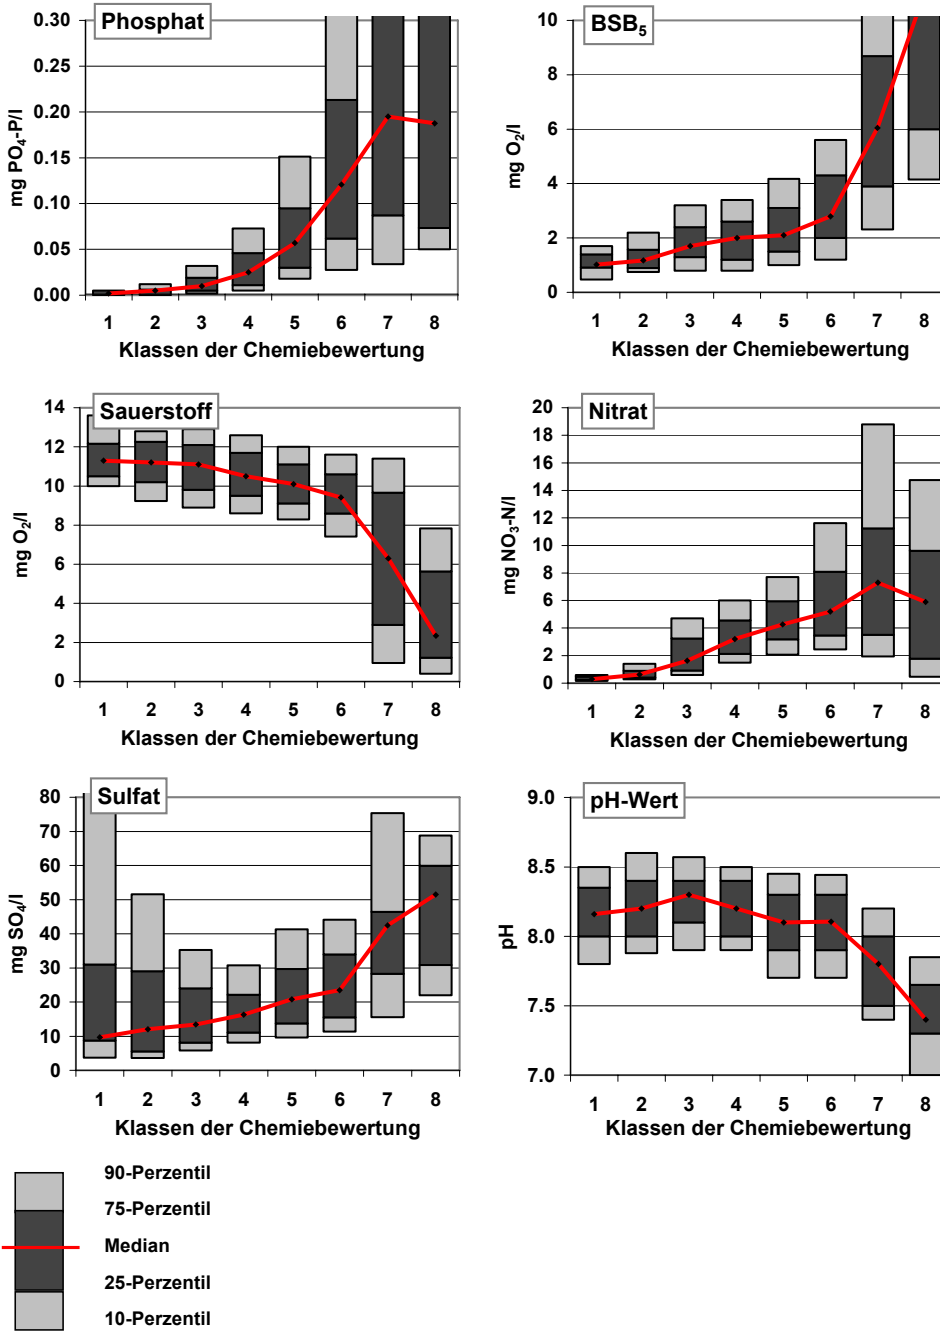 Phosphat
mg PO₄-P/l
0.30
0.25
0.20
0.15
0.10
0.05
0.00
1 2 3 4 5 6 7 8
Klassen der Chemiebewertung
BSB₅
mg O₂/l
10
8
6
4
2
0
1 2 3 4 5 6 7 8
Klassen der Chemiebewertung
Sauerstoff
mg O₂/l
14
12
10
8
6
4
2
0
1 2 3 4 5 6 7 8
Klassen der Chemiebewertung
Nitrat
mg NO₃-N/l
20
18
16
14
12
10
8
6
4
2
0
1 2 3 4 5 6 7 8
Klassen der Chemiebewertung
Sulfat
mg SO₄/l
80
70
60
50
40
30
20
10
0
1 2 3 4 5 6 7 8
Klassen der Chemiebewertung
pH-Wert
pH
9.0
8.5
8.0
7.5
7.0
1 2 3 4 5 6 7 8
Klassen der Chemiebewertung
90-Perzentil
75-Perzentil
Median
25-Perzentil
10-Perzentil